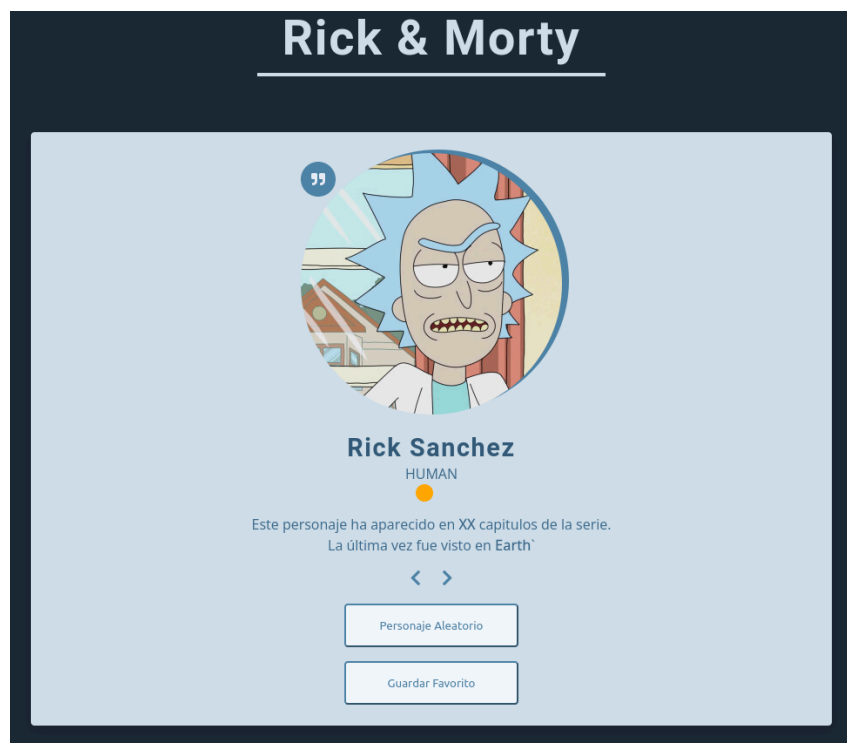 Rick & Morty
Rick Sanchez
HUMAN
Este personaje ha aparecido en XX capitulos de la serie.
La última vez fue visto en Earth`
Personaje Aleatorio
Guardar Favorito